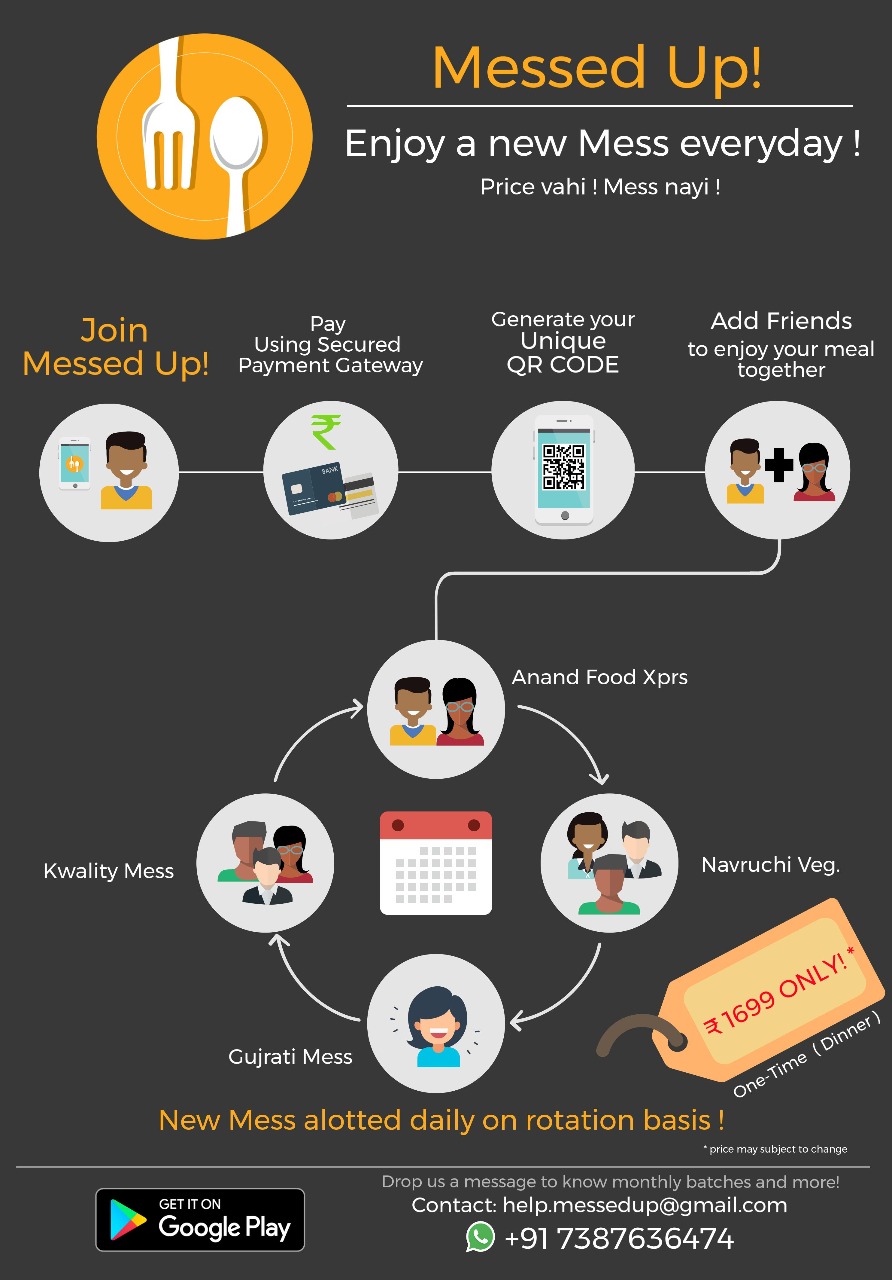 Messed Up!
Enjoy a new Mess everyday !
Price vahi ! Mess nayi !
Join
Messed Up!
Pay
Using Secured
Payment Gateway
BANK
Generate your
Unique
QR CODE
Add Friends
to enjoy your meal
together
Anand Food Xprs
Navruchi Veg.
Gujrati Mess
Kwality Mess
₹ 1699 ONLY! *
One-Time ( Dinner )
New Mess alotted daily on rotation basis !
* price may subject to change
GET IT ON
Google Play
Drop us a message to know monthly batches and more!
Contact: help.messedup@gmail.com
+91 7387636474